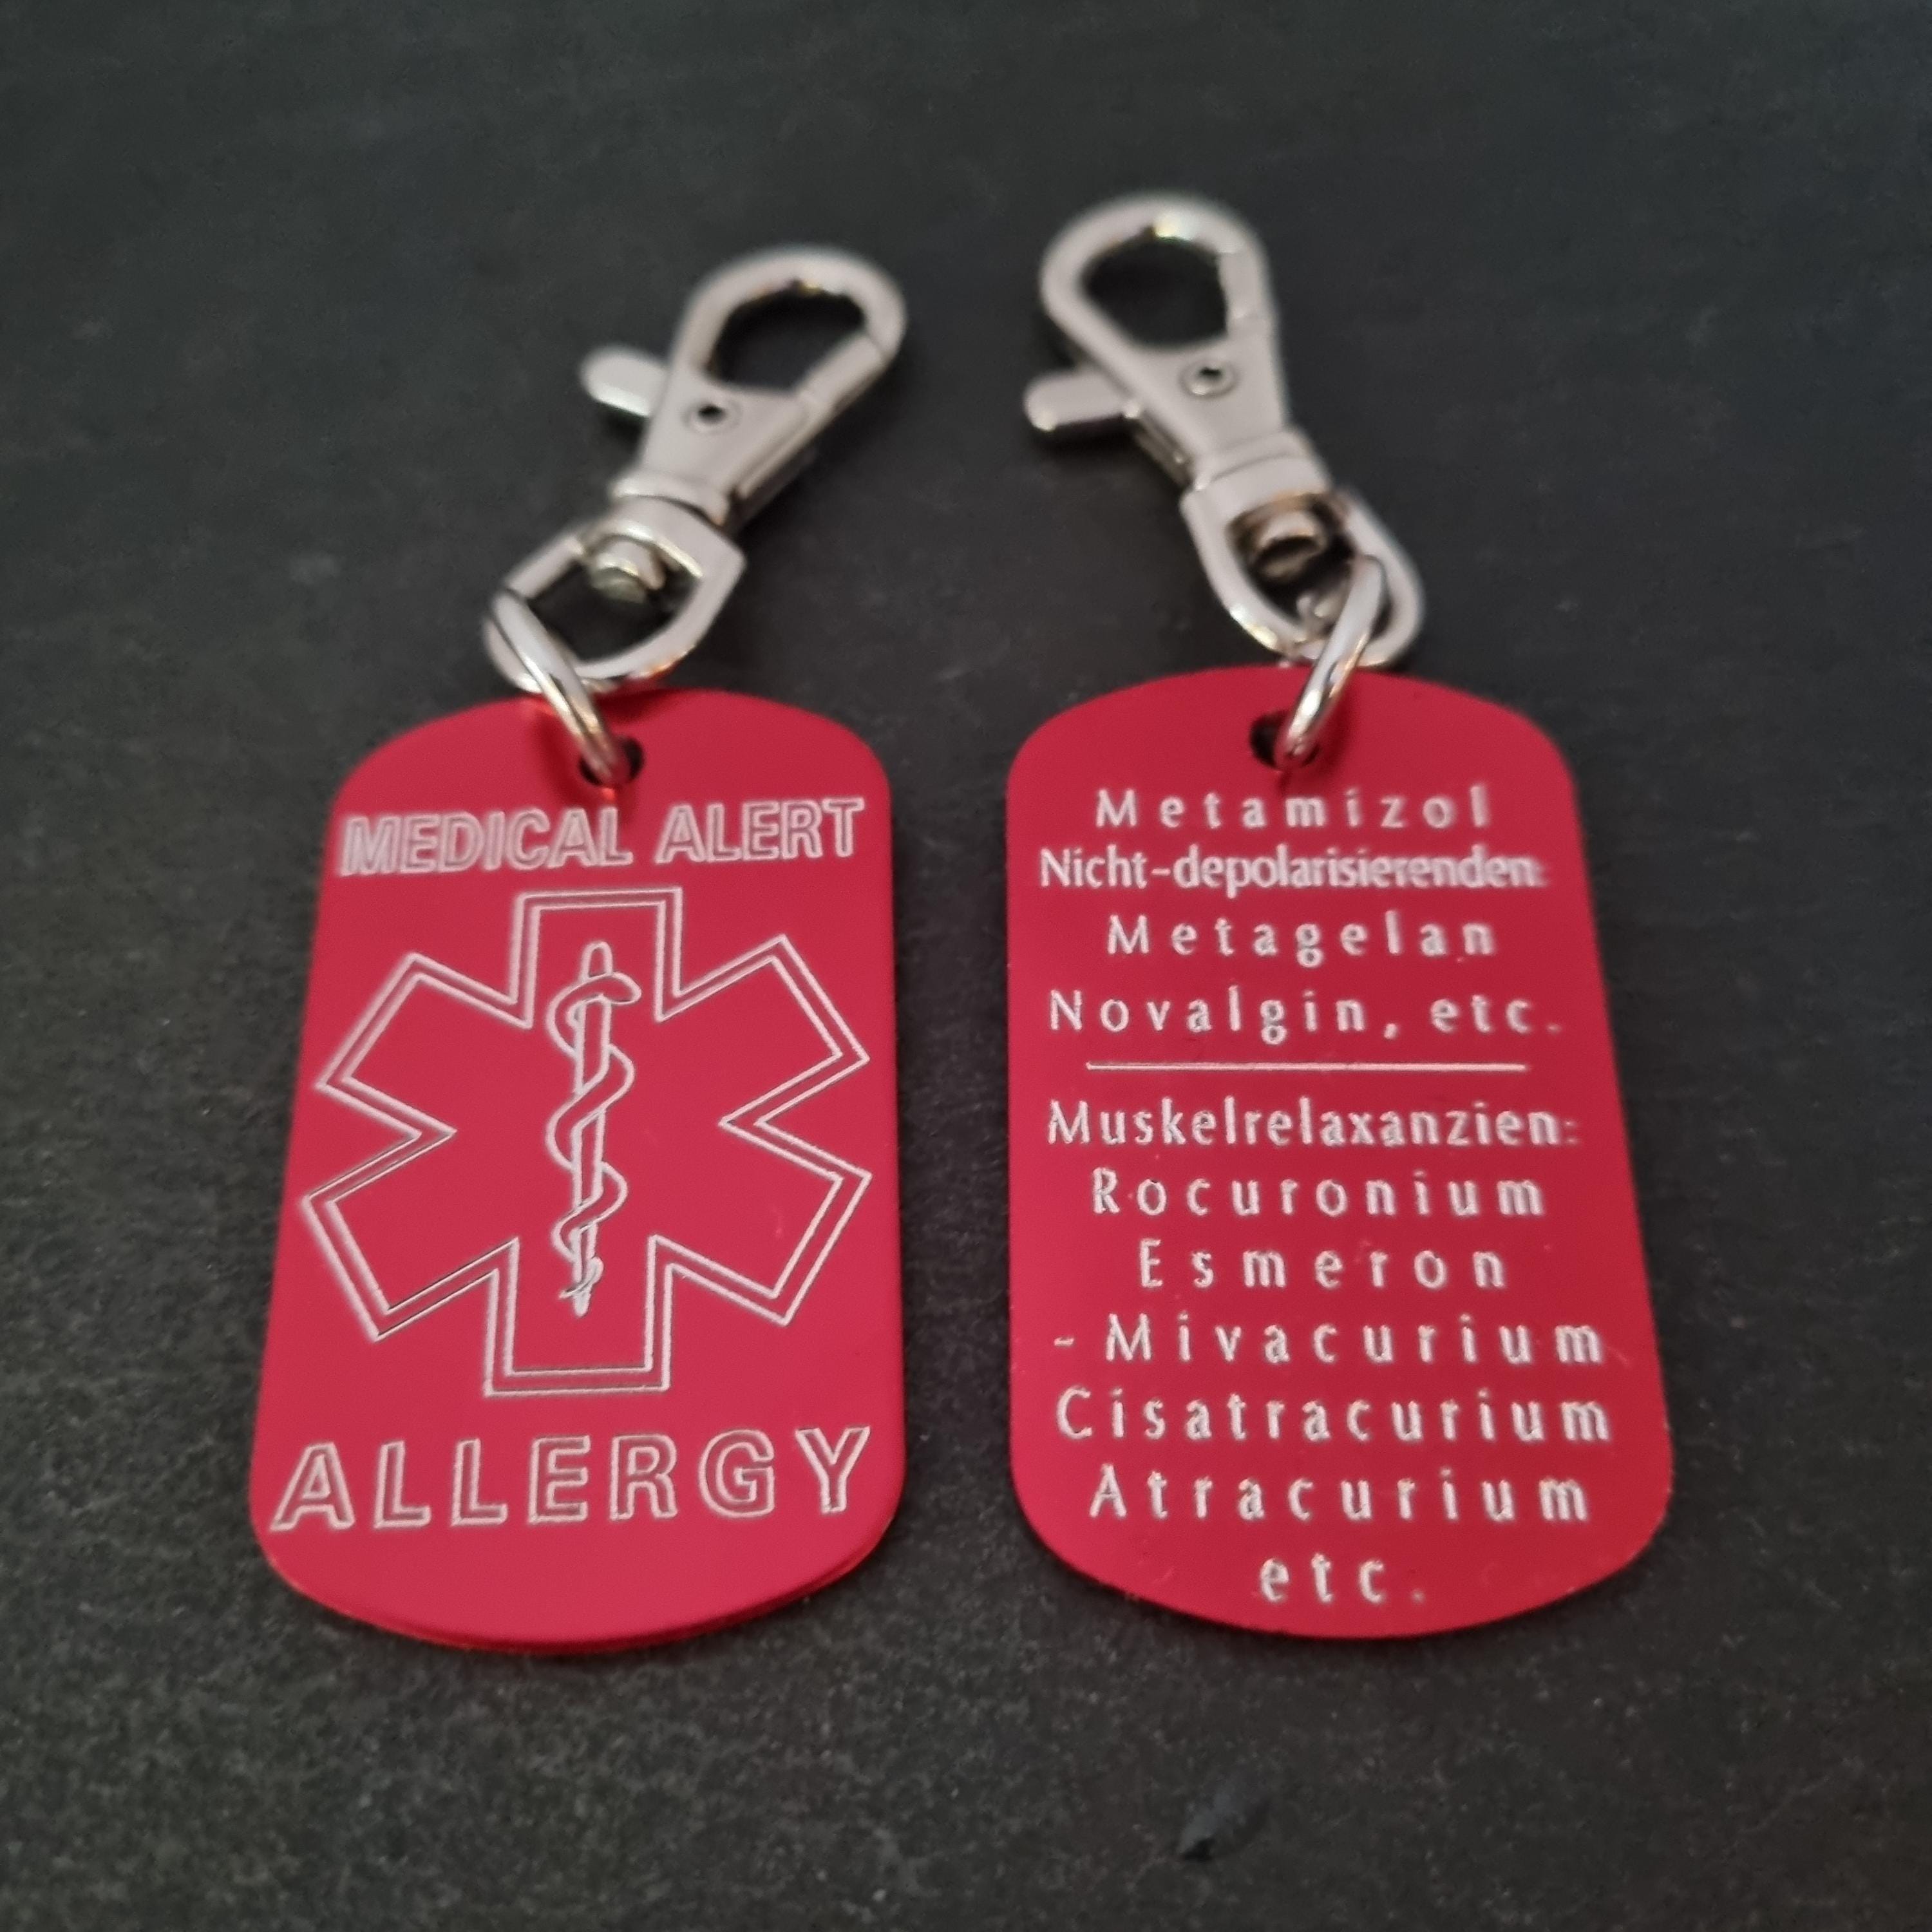 MEDICAL ALERT
ALLERGY
Metamizol
Nicht-depolarisierenden:
Metagelan
Novalgin, etc.
Muskelrelaxanzien:
Rocuronium
Esmeron
- Mivacurium
Cisatracurium
Atracurium
etc.